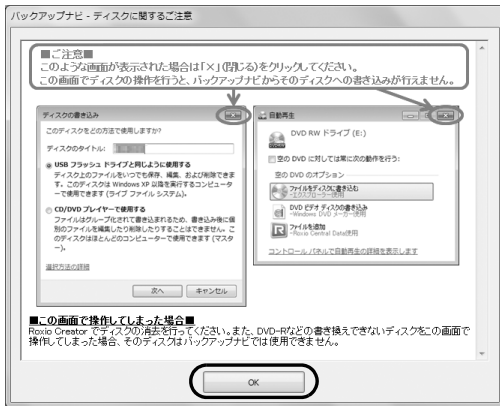 バックアップナビ - ディスクに関するご注意
■ご注意■
このような画面が表示された場合は「×」(閉じる)をクリックしてください。
この画面でディスクの操作を行うと、バックアップナビからそのディスクへの書き込みが行えません。
ディスクの書き込み
このディスクをどの方法で使用しますか?
ディスクのタイトル:
USB フラッシュ ドライブと同じように使用する
ディスク上のファイルをいつでも保存、編集、および削除できま
す。このディスクは Windows XP 以降を実行するコンピュータ
ーで使用できます (ライブ ファイル システム)。
CD/DVD プレイヤーで使用する
ファイルはグループ化されて書き込まれるため、書き込み後に個
別のファイルを編集したり削除したりすることはできません。こ
のディスクはほとんどのコンピューターで使用できます (マスタ
ー)。
選択方法の詳細
次へ
キャンセル
自動再生
DVD RW ドライブ (E:)
空の DVD に対しては常に次の動作を行う:
空の DVD のオプション
ファイルをディスクに書き込む
-エクスプローラー使用
DVD ビデオ ディスクの書き込み
-Windows DVD メーカー使用
ファイルを追加
-Roxio Central Data使用
コントロール パネルで自動再生の詳細を表示します
■この画面で操作してしまった場合■
Roxio Creator でディスクの消去を行ってください。また、DVD-Rなどの書き換えできないディスクをこの画面で
操作してしまった場合、そのディスクはバックアップナビでは使用できません。
OK